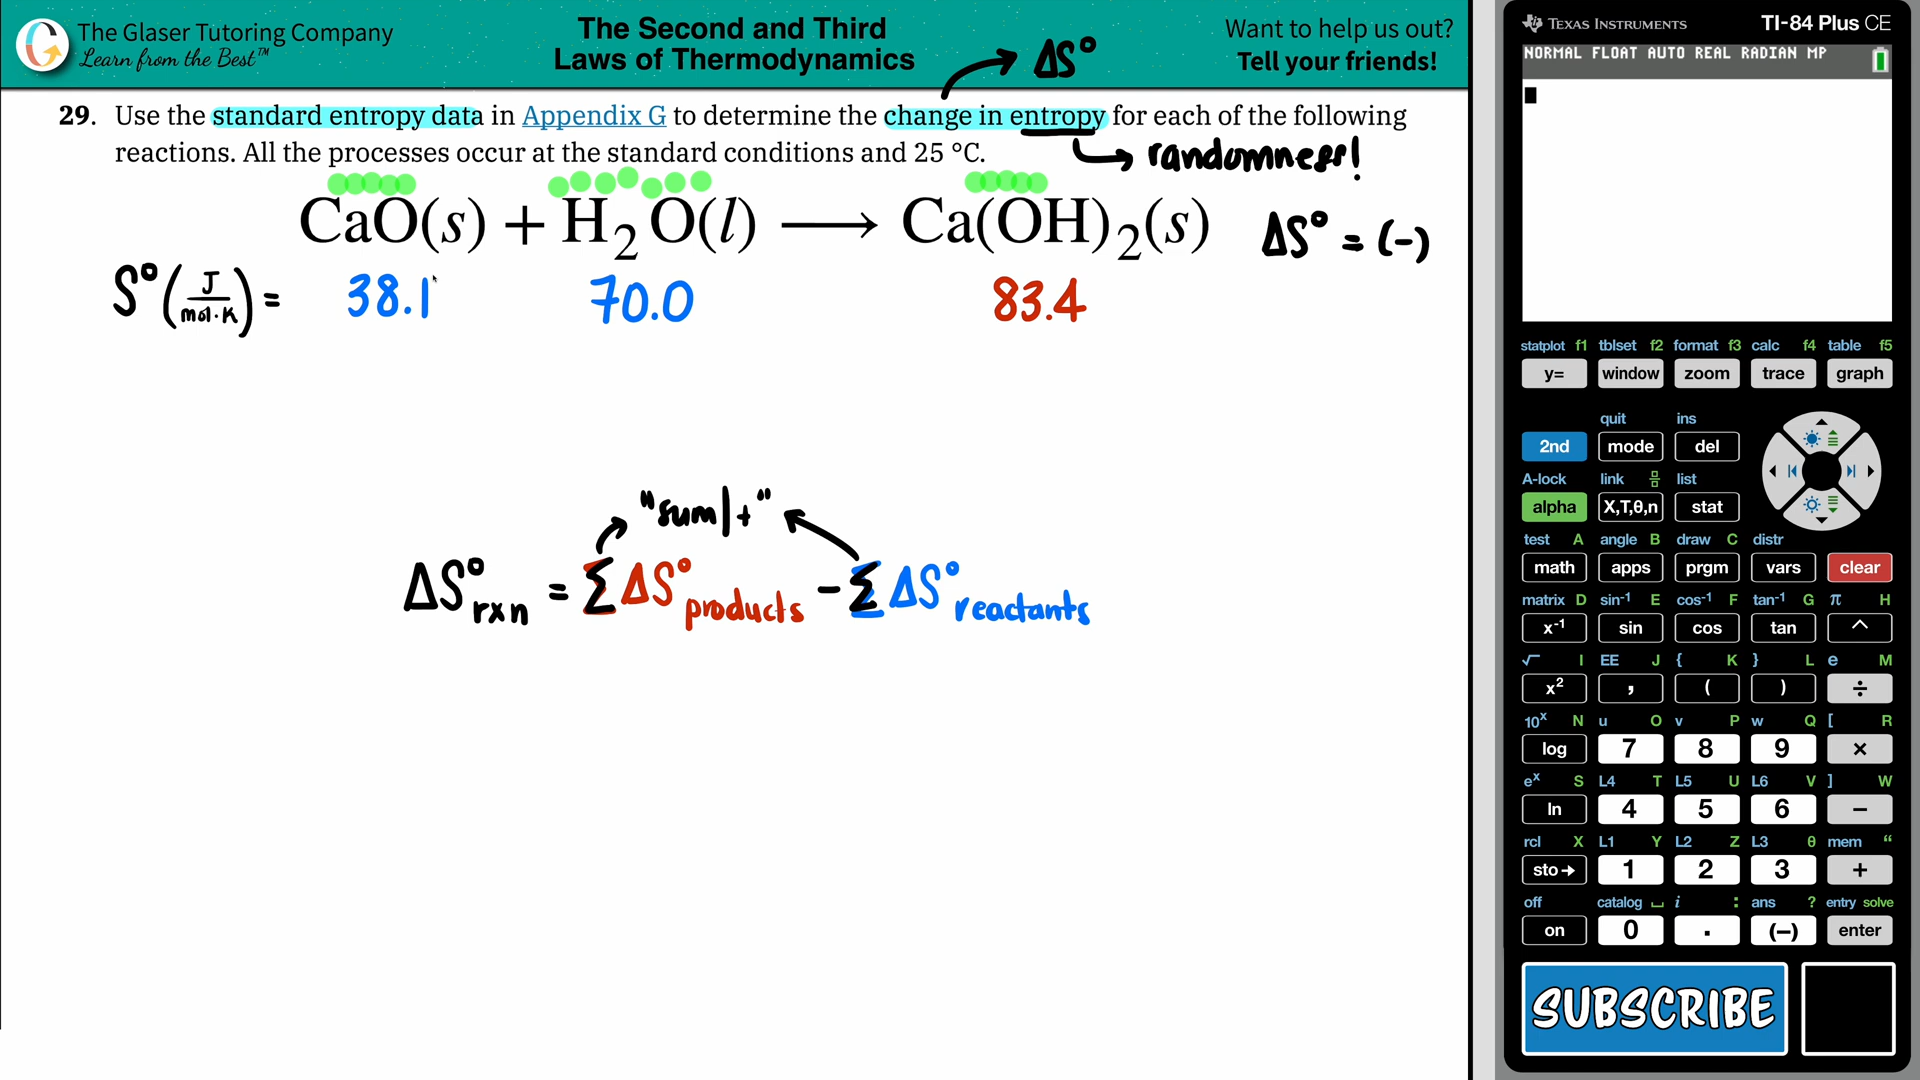 The Glaser Tutoring Company
Learn from the Best™
The Second and Third
Laws of Thermodynamics
Want to help us out?
Tell your friends!
ΔS°
29. Use the standard entropy data in Appendix G to determine the change in entropy for each of the following
reactions. All the processes occur at the standard conditions and 25 °C.
randomness!
CaO(s) + H₂O(l) ⟶ Ca(OH)₂(s)
ΔS° = (-)
S° (J/mol·K) = 38.1 70.0 83.4
"sum/+"
ΔS°rxn = Σ ΔS°products - Σ ΔS°reactants
TEXAS INSTRUMENTS TI-84 Plus CE
NORMAL FLOAT AUTO REAL RADIAN MP
statplot f1 tblset f2 format f3 calc f4 table f5
y= window zoom trace graph
quit ins
2nd mode del
A-lock link list
alpha X,T,θ,n stat
test A angle B draw C distr
math apps prgm vars clear
matrix D sin⁻¹ E cos⁻¹ F tan⁻¹ G π H
x⁻¹ sin cos tan ^
√ I EE J { K } L e M
x² , ( ) ÷
10ˣ N u O v P w Q [ R
log 7 8 9 ×
eˣ S L4 T L5 U L6 V ] W
ln 4 5 6 −
rcl X L1 Y L2 Z L3 θ mem "
sto→ 1 2 3 +
off catalog i : ans ? entry solve
on 0 . (−) enter
SUBSCRIBE